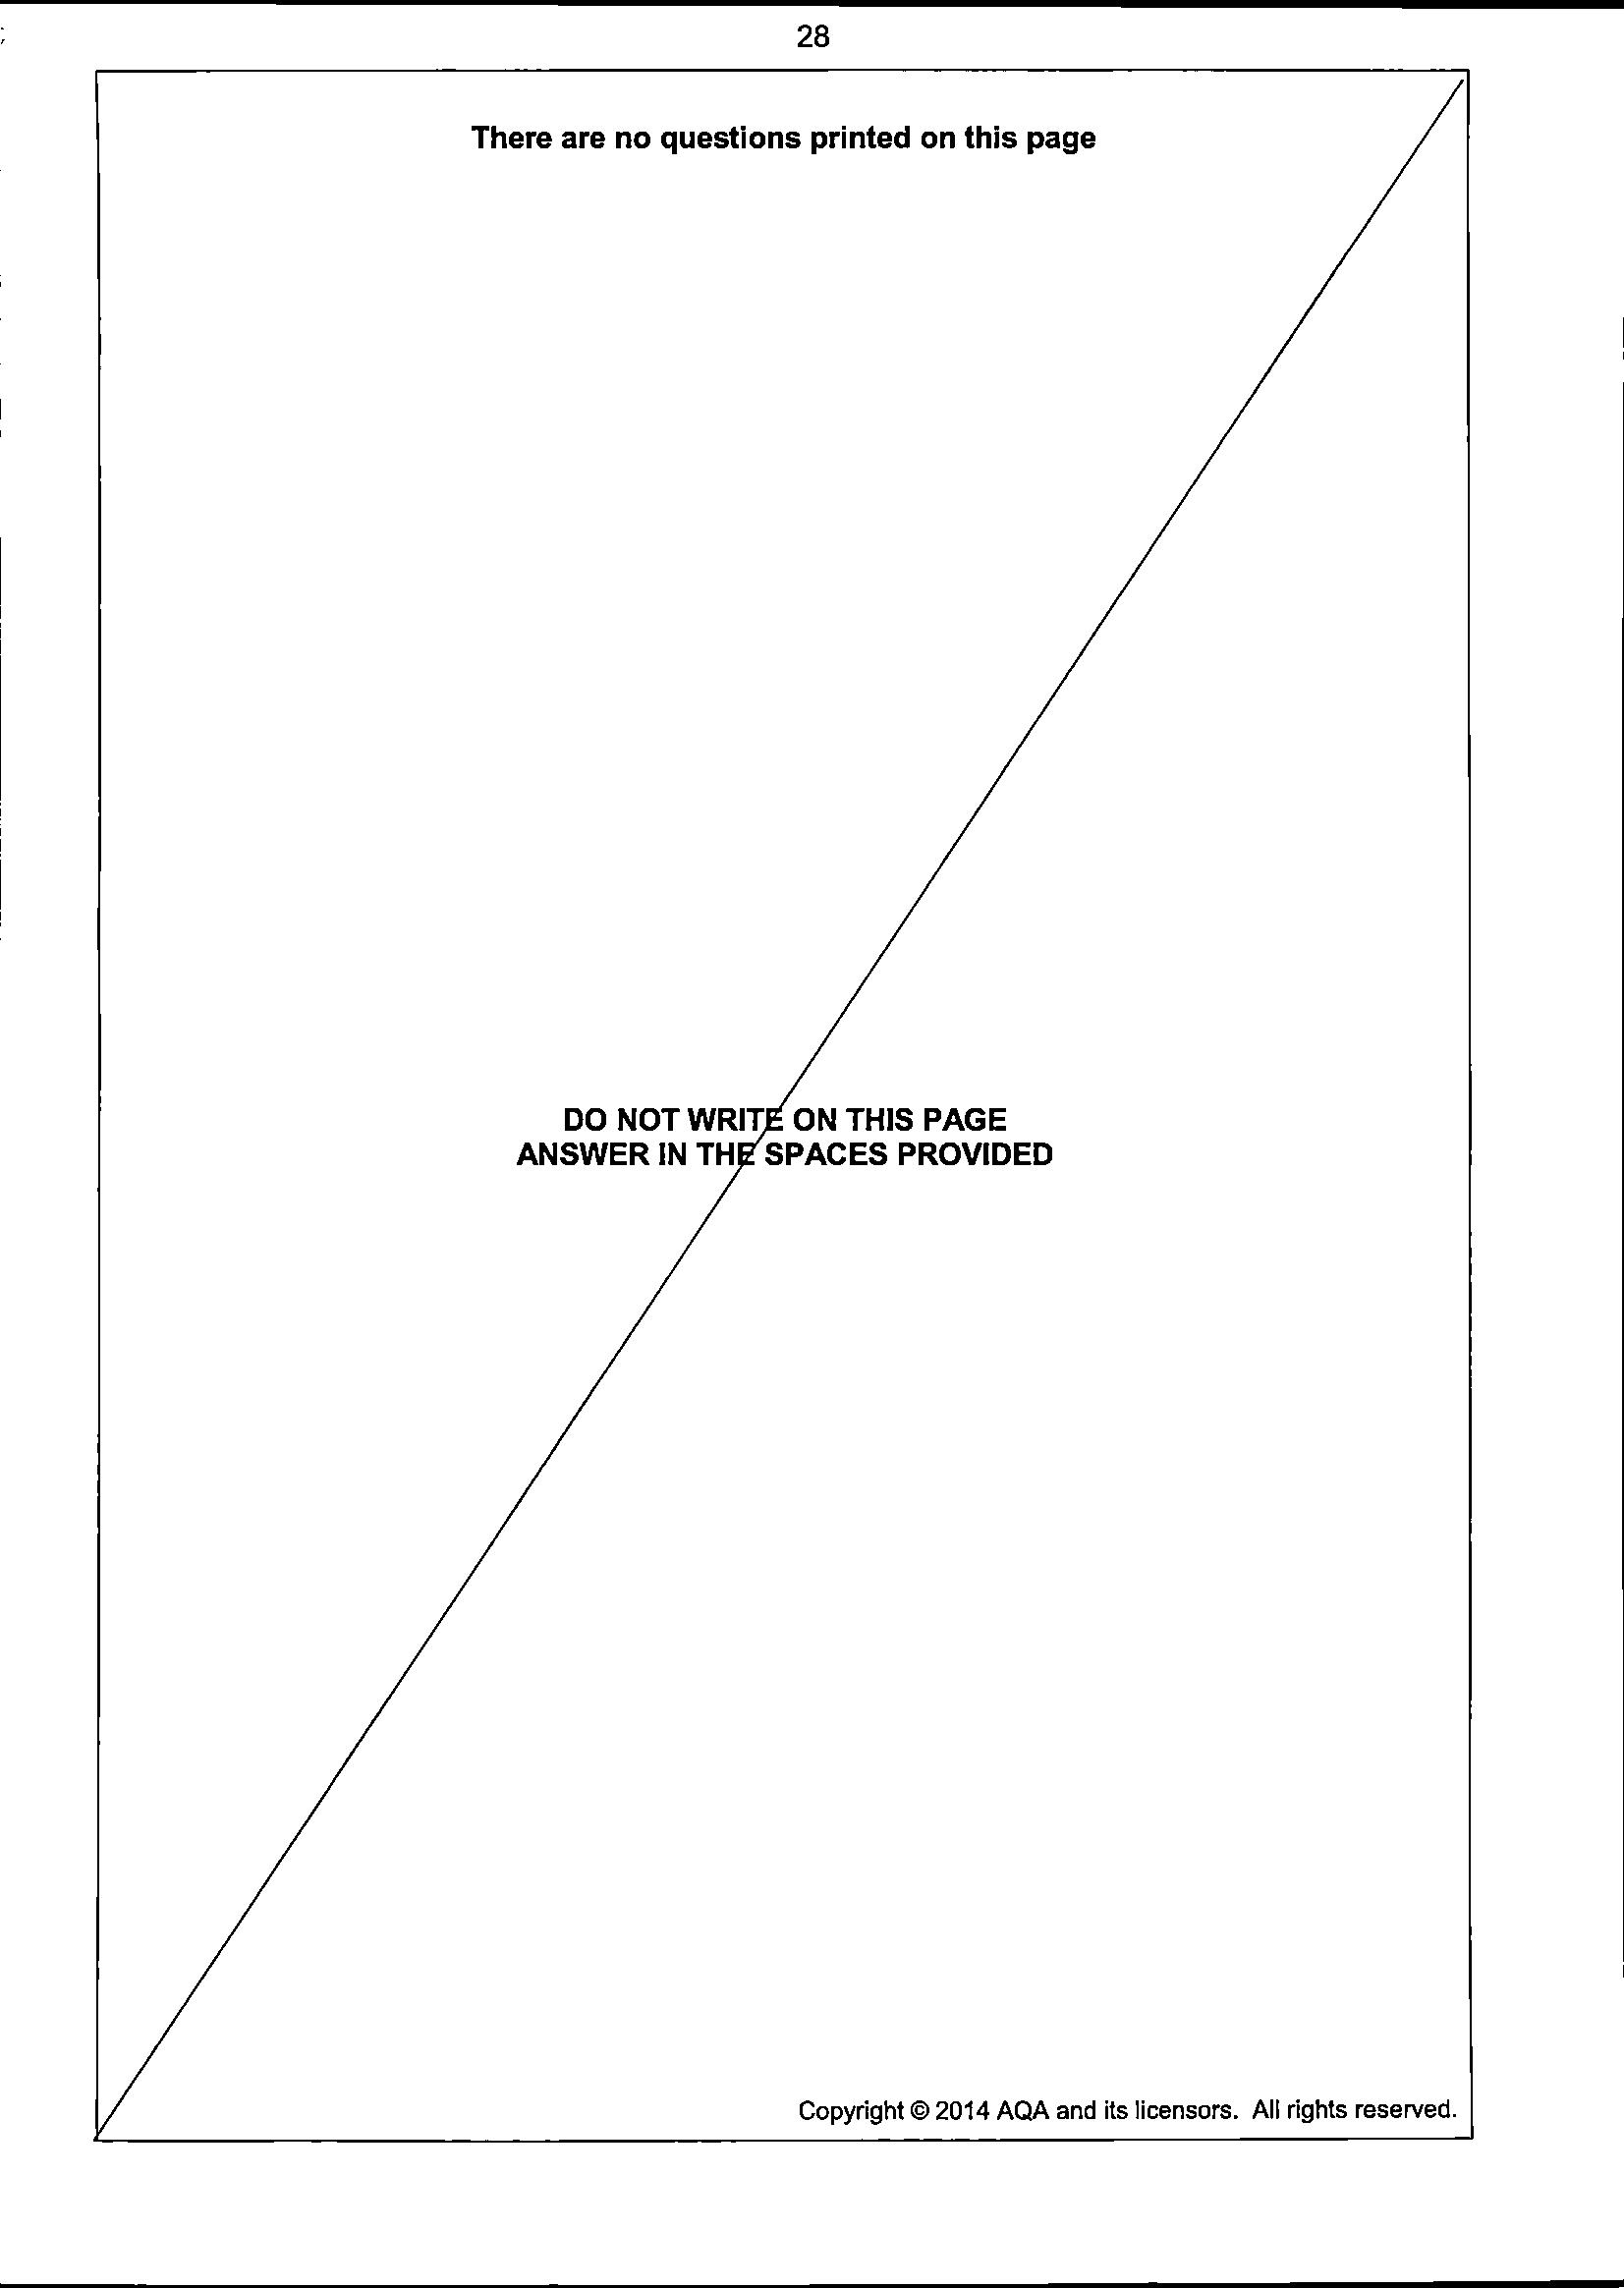 28
There are no questions printed on this page
DO NOT WRITE ON THIS PAGE
ANSWER IN THE SPACES PROVIDED
Copyright © 2014 AQA and its licensors. All rights reserved.